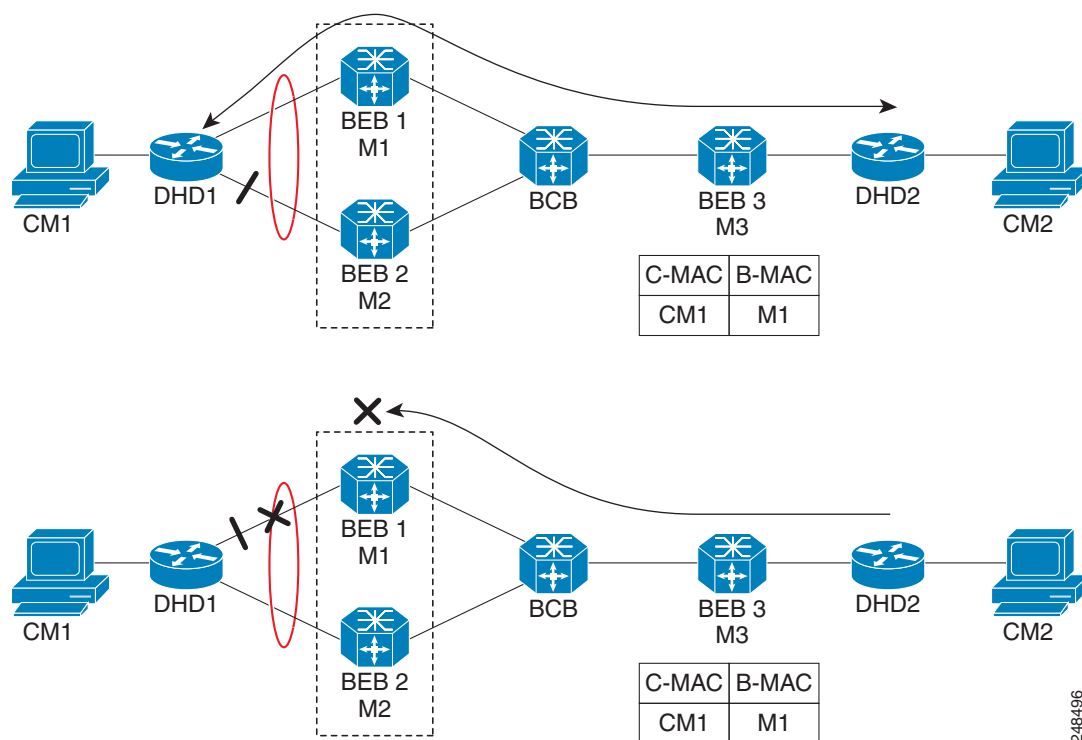 BEB 1
M1
CM1
DHD1
BEB 2
M2
BCB
BEB 3
M3
DHD2
CM2
C-MAC B-MAC
CM1 M1
BEB 1
M1
CM1
DHD1
BEB 2
M2
BCB
BEB 3
M3
DHD2
CM2
C-MAC B-MAC
CM1 M1
248496